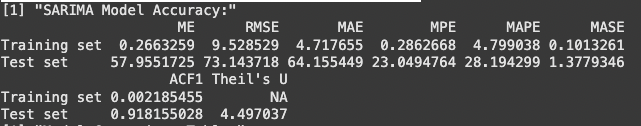 [1] "SARIMA Model Accuracy:"
ME RMSE MAE MPE MAPE MASE
Training set 0.2663259 9.528529 4.717655 0.2862668 4.799038 0.1013261
Test set 57.9551725 73.143718 64.155449 23.0494764 28.194299 1.3779346
ACF1 Theil's U
Training set 0.002185455 NA
Test set 0.918155028 4.497037